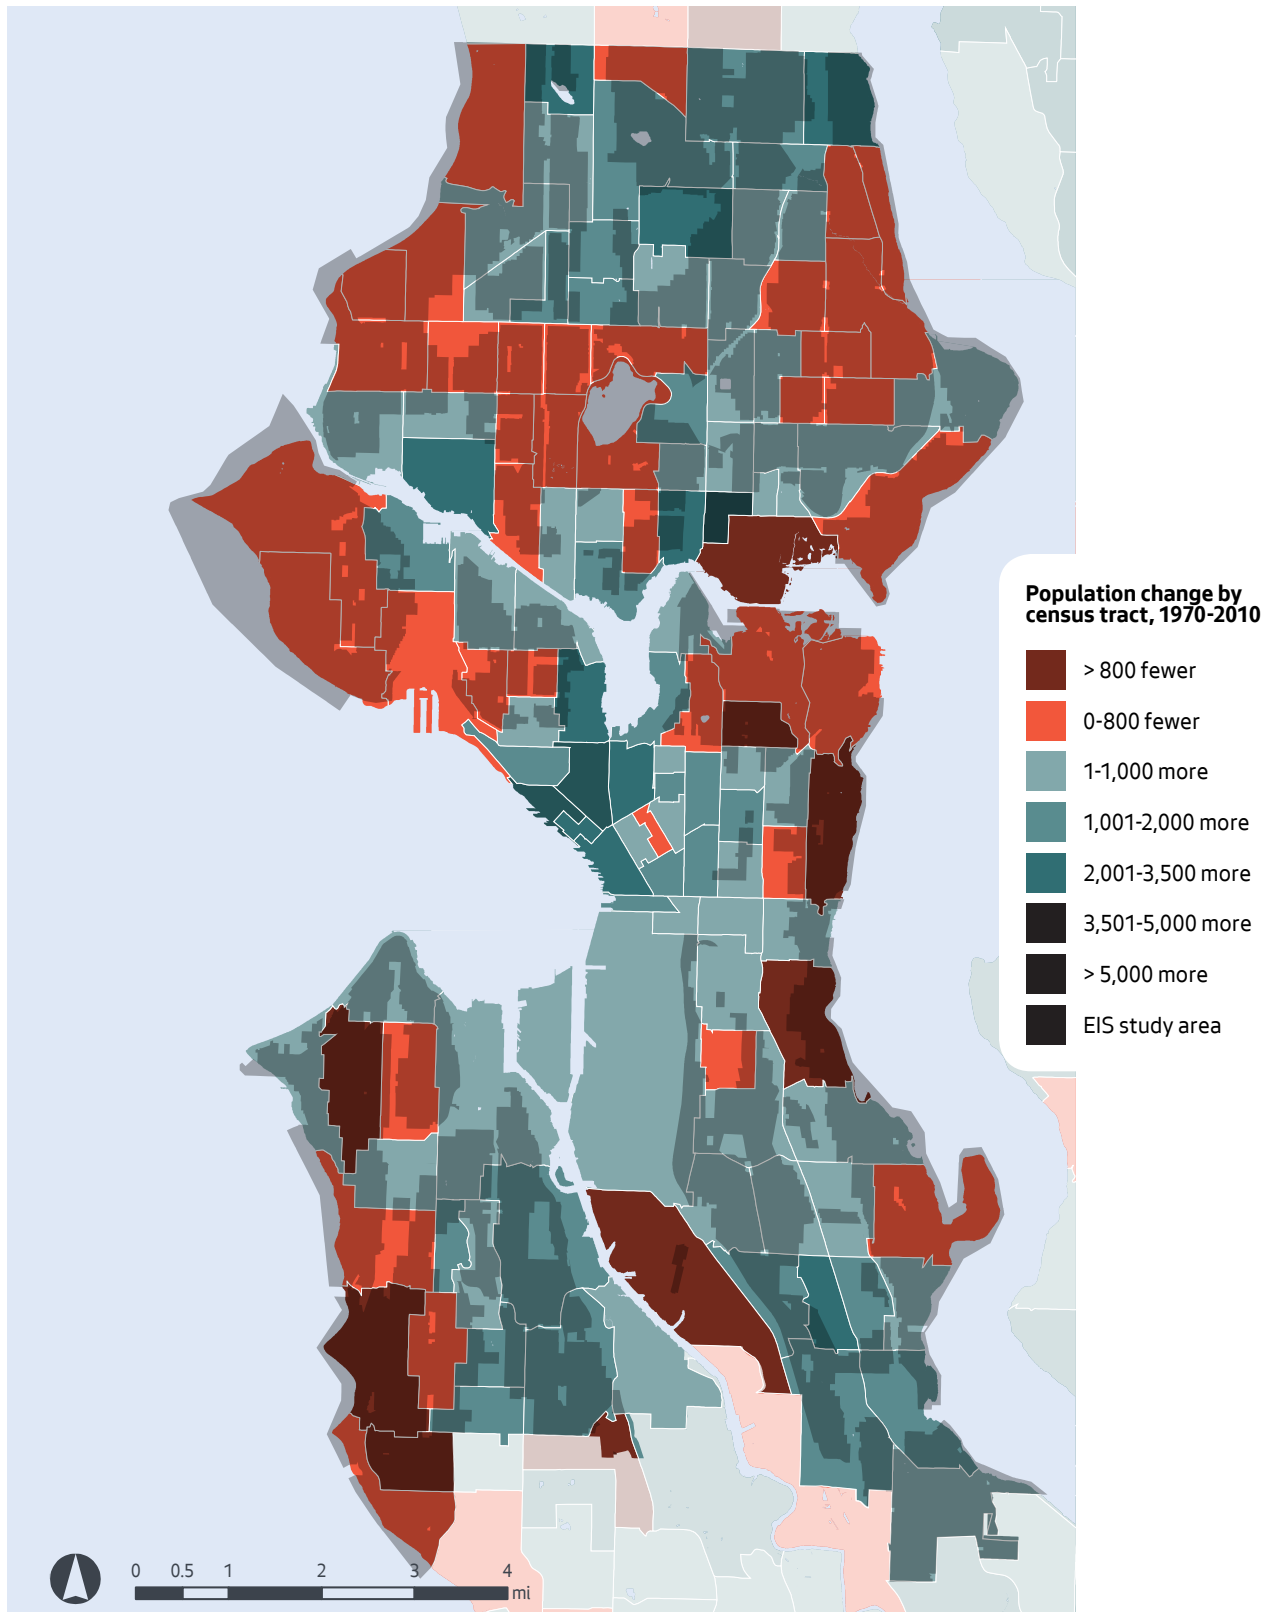 Population change by
census tract, 1970-2010
> 800 fewer
0-800 fewer
1-1,000 more
1,001-2,000 more
2,001-3,500 more
3,501-5,000 more
> 5,000 more
EIS study area
0 0.5 1 2 3 4
mi